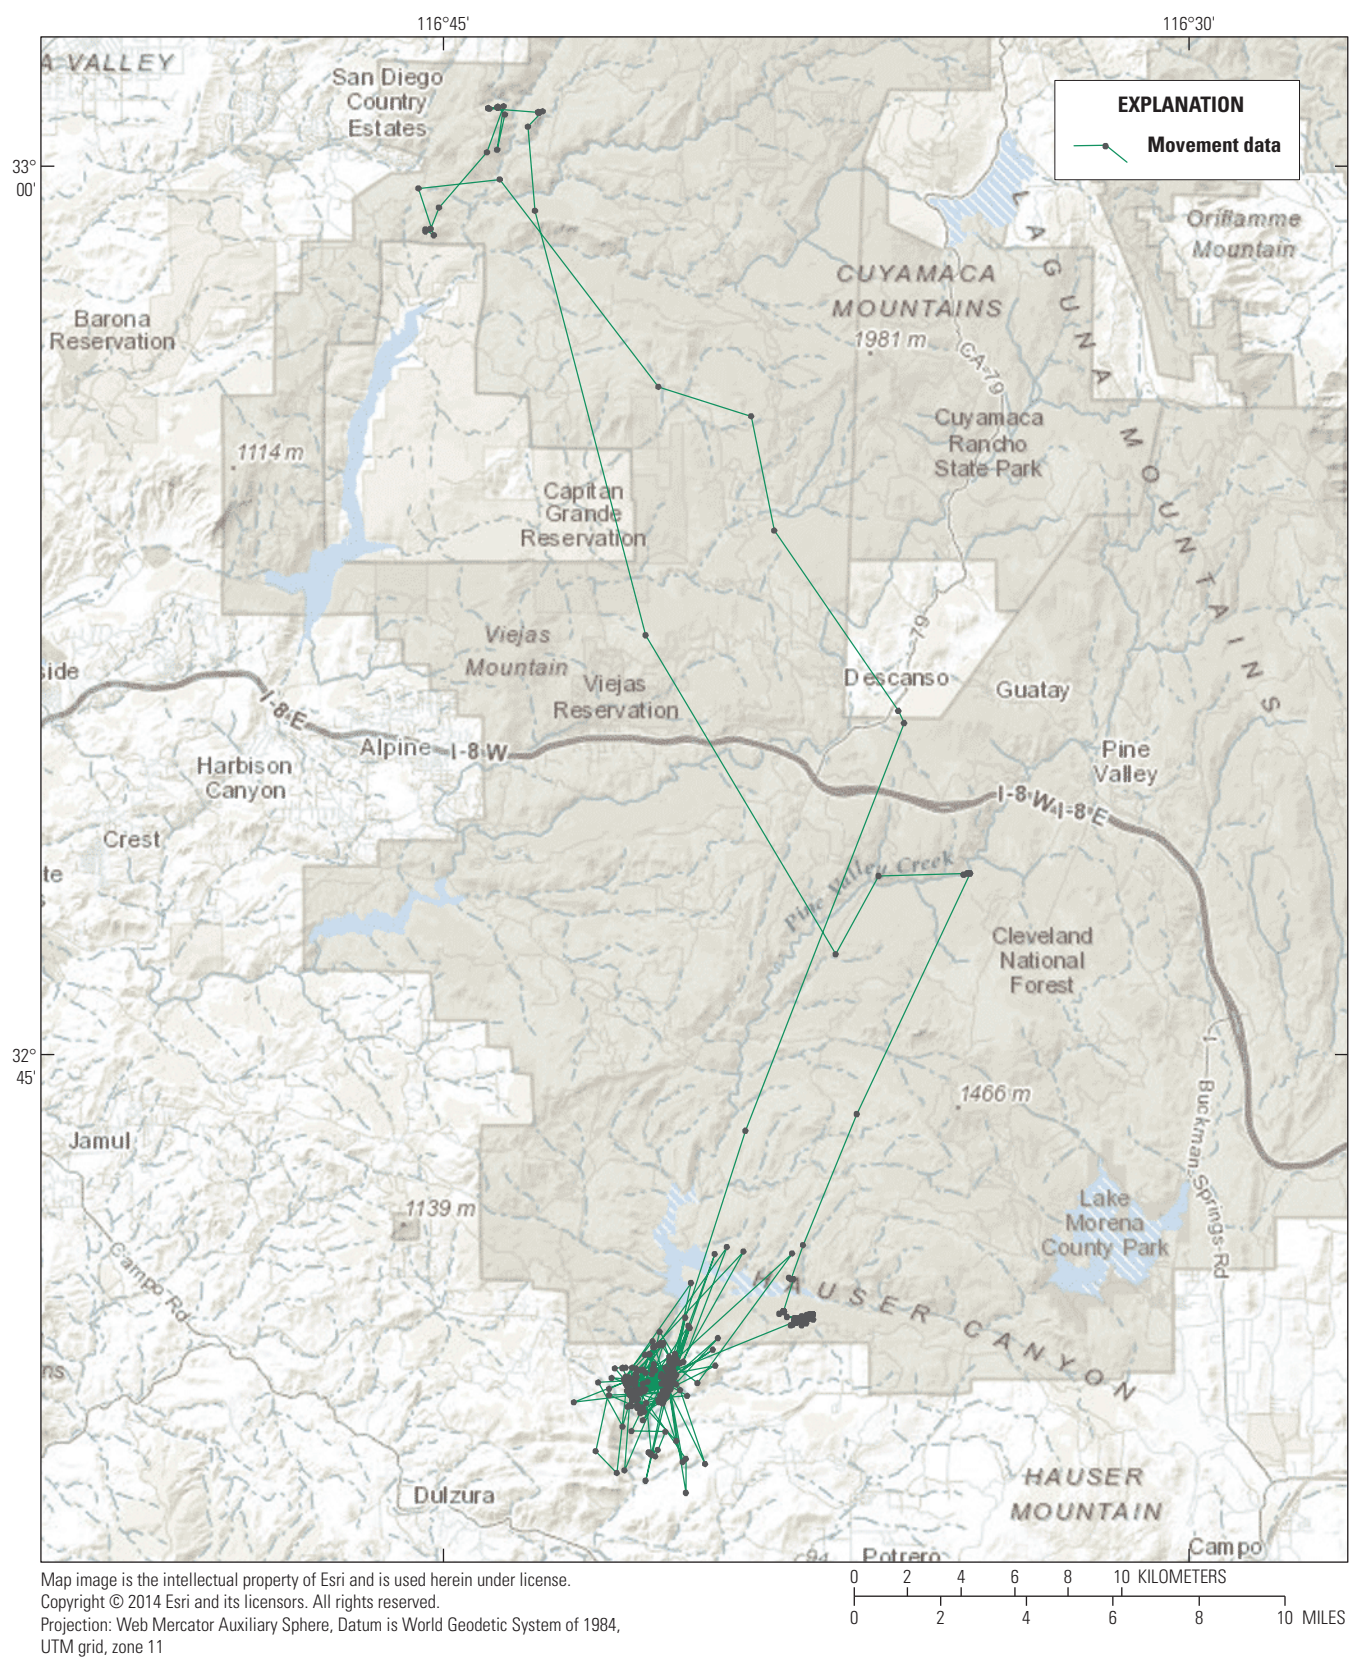 116°45'
116°30'
A VALLEY
San Diego
Country
Estates
EXPLANATION
Movement data
33°
00'
Oriflamme
Mountain
LAGUNA MOUNTAINS
CUYAMACA
MOUNTAINS
1981 m
CA-79
Barona
Reservation
Cuyamaca
Rancho
State Park
1114 m
Capitan
Grande
Reservation
79
Viejas
Mountain
Viejas
Reservation
Descanso
Guatay
side
I-8 E
Alpine
I-8 W
Harbison
Canyon
Pine
Valley
I-8 W
I-8 E
Crest
te
Pine Valley Creek
Cleveland
National
Forest
32°
45'
1466 m
Buckman Springs Rd
Jamul
1139 m
Lake
Morena
County Park
Campo Rd
HAUSER CANYON
ns
HAUSER
MOUNTAIN
Dulzura
94
Potrero
Campo
Map image is the intellectual property of Esri and is used herein under license.
Copyright © 2014 Esri and its licensors. All rights reserved.
Projection: Web Mercator Auxiliary Sphere, Datum is World Geodetic System of 1984,
UTM grid, zone 11
0 2 4 6 8 10 KILOMETERS
0 2 4 6 8 10 MILES